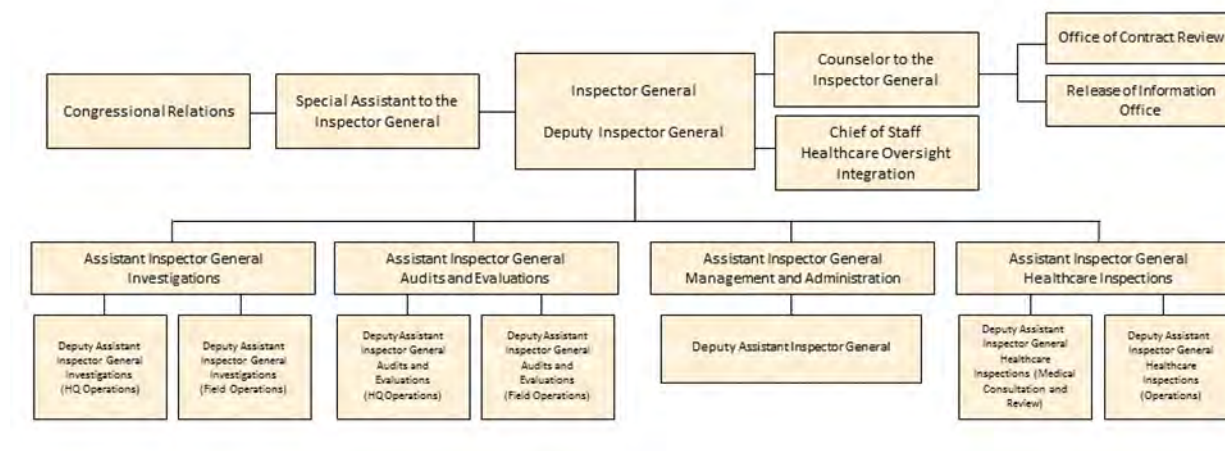 Office of Contract Review
Counselor to the
Inspector General
Release of Information
Office
Inspector General
Deputy Inspector General
Special Assistant to the
Inspector General
Congressional Relations
Chief of Staff
Healthcare Oversight
Integration
Assistant Inspector General
Investigations
Assistant Inspector General
Audits and Evaluations
Assistant Inspector General
Management and Administration
Assistant Inspector General
Healthcare Inspections
Deputy Assistant
Inspector General
Investigations
(HQ Operations)
Deputy Assistant
Inspector General
Investigations
(Field Operations)
Deputy Assistant
Inspector General
Audits and
Evaluations
(HQ Operations)
Deputy Assistant
Inspector General
Audits and
Evaluations
(Field Operations)
Deputy Assistant Inspector General
Deputy Assistant
Inspector General
Healthcare
Inspections (Medical
Consultation and
Review)
Deputy Assistant
Inspector General
Healthcare
Inspections
(Operations)